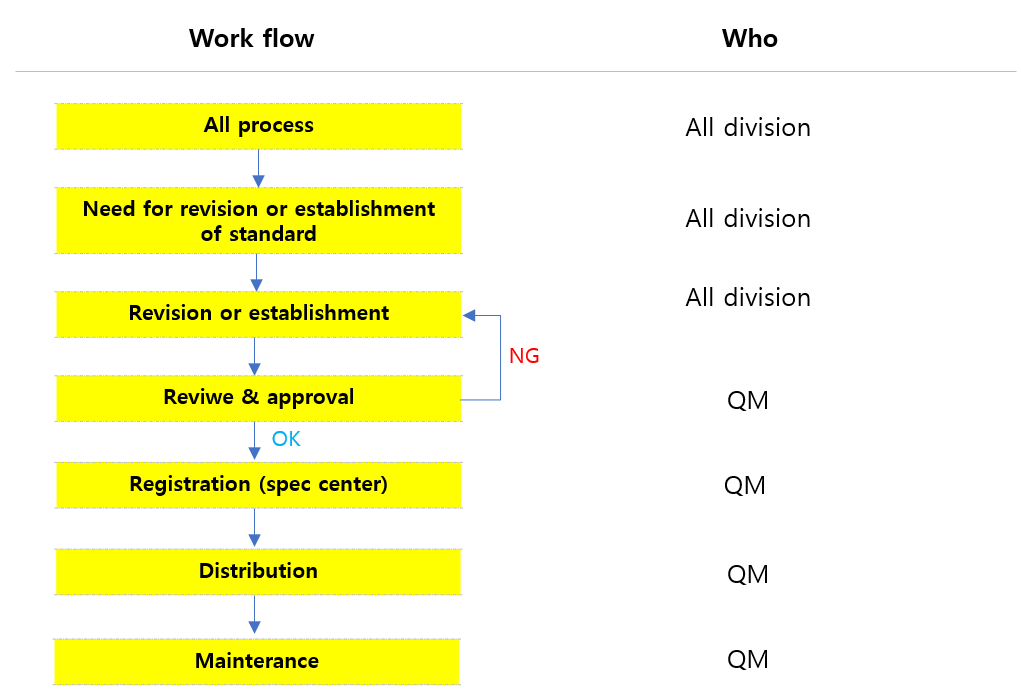 Work flow
Who
All process
All division
Need for revision or establishment
of standard
All division
Revision or establishment
All division
NG
Reviwe & approval
QM
OK
Registration (spec center)
QM
Distribution
QM
Mainterance
QM